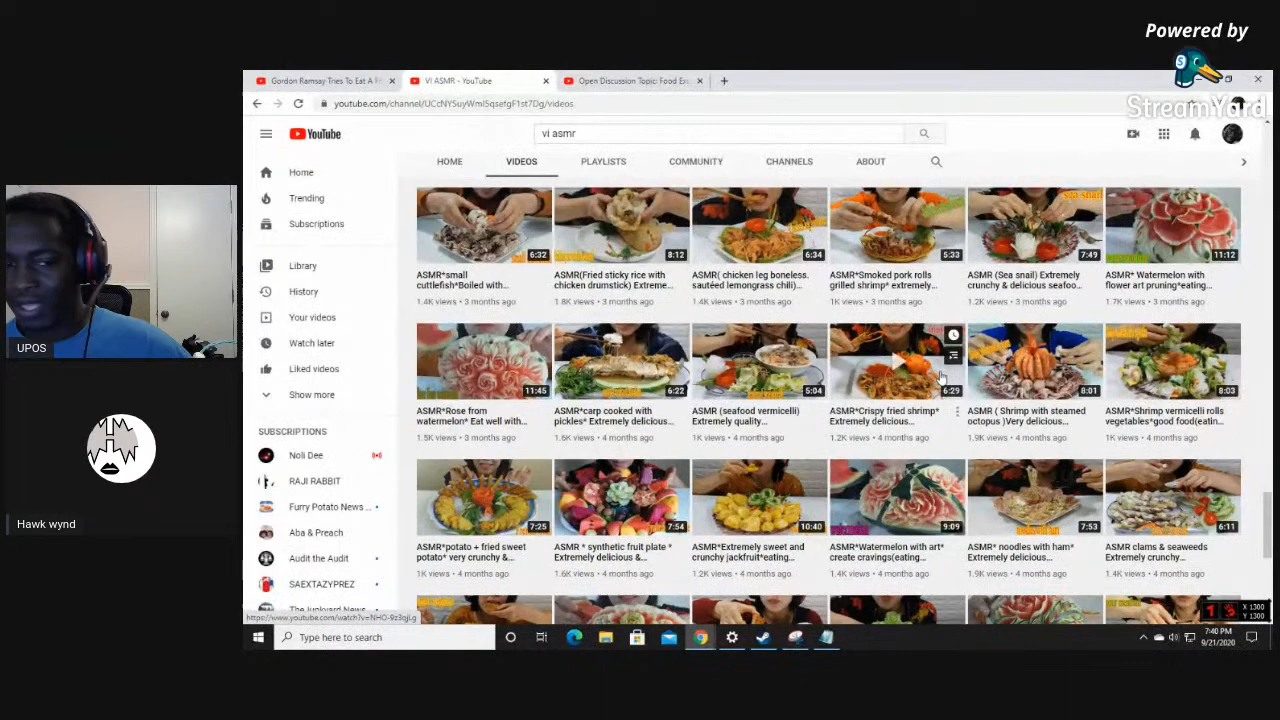 Powered by
StreamYard
Gordon Ramsay Tries To Eat A F
VI ASMR - YouTube
Open Discussion Topic: Food Ex
youtube.com/channel/
YouTube
vi asmr
HOME
VIDEOS
PLAYLISTS
COMMUNITY
CHANNELS
ABOUT
Home
Trending
Subscriptions
Library
History
Your videos
Watch later
Liked videos
Show more
SUBSCRIPTIONS
Noli Dee
RAJI RABBIT
Furry Potato News ...
Aba & Preach
Audit the Audit
SAEXTAZYPREZ
The Junkyard News
6:32
8:12
6:34
5:33
sea snail
7:49
11:12
ASMR*small cuttlefish*Boiled with...
1.4K views • 3 months ago
ASMR(Fried sticky rice with chicken drumstick) Extreme...
1.8K views • 3 months ago
ASMR( chicken leg boneless. sautéed lemongrass chili)...
1.4K views • 3 months ago
ASMR*Smoked pork rolls grilled shrimp* extremely...
1K views • 3 months ago
ASMR (Sea snail) Extremely crunchy & delicious seafoo...
1.2K views • 3 months ago
ASMR* Watermelon with flower art pruning*eating...
1.7K views • 3 months ago
11:45
6:22
5:04
6:29
8:01
8:03
ASMR*Rose from watermelon* Eat well with...
1.5K views • 3 months ago
ASMR*carp cooked with pickles* Extremely delicious...
1.6K views • 4 months ago
ASMR (seafood vermicelli) Extremely quality...
1K views • 4 months ago
ASMR*Crispy fried shrimp* Extremely delicious...
1.2K views • 4 months ago
ASMR ( Shrimp with steamed octopus )Very delicious...
1.9K views • 4 months ago
ASMR*Shrimp vermicelli rolls vegetables*good food(eatin...
1K views • 4 months ago
7:25
7:54
10:40
9:09
7:53
6:11
ASMR*potato + fried sweet potato* very crunchy &...
1K views • 4 months ago
ASMR * synthetic fruit plate * Extremely delicious &...
1.6K views • 4 months ago
ASMR*Extremely sweet and crunchy jackfruit*eating...
1.2K views • 4 months ago
ASMR*Watermelon with art* create cravings(eating...
1.4K views • 4 months ago
ASMR* noodles with ham* Extremely delicious...
1.9K views • 4 months ago
ASMR clams & seaweeds Extremely crunchy...
1.4K views • 4 months ago
UPOS
Hawk wynd
X 1300
Y 1300
Type here to search
7:40 PM
9/21/2020